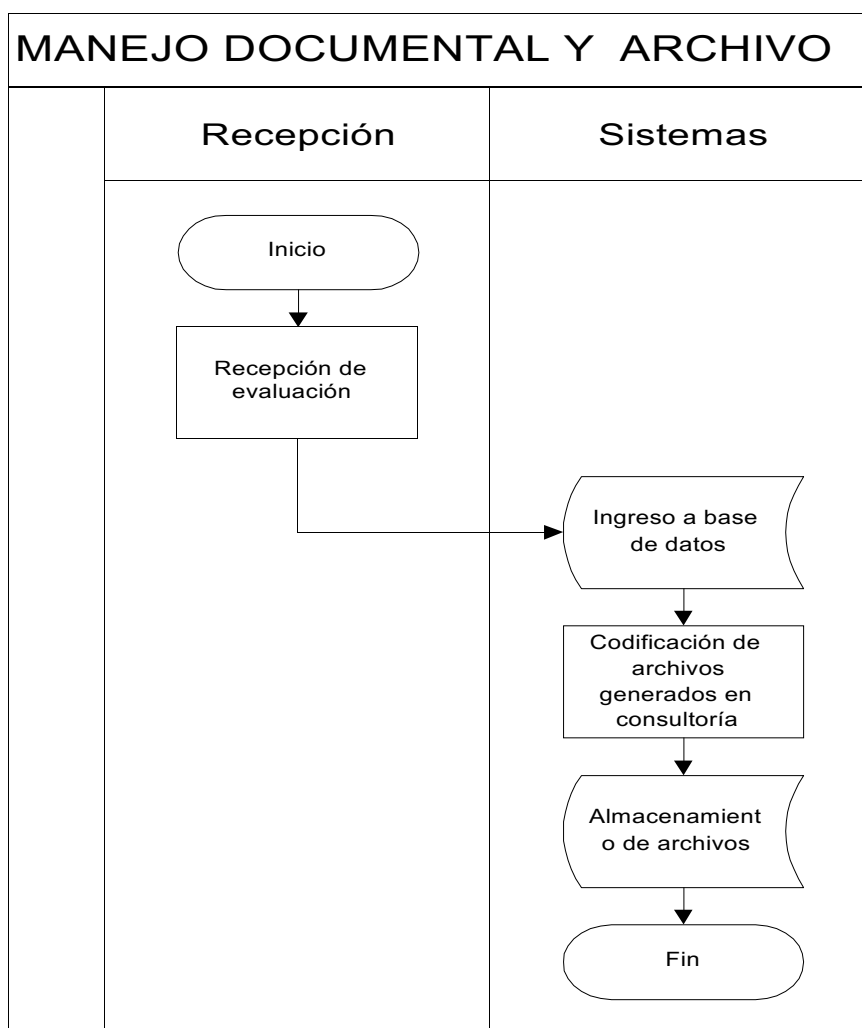 MANEJO DOCUMENTAL Y ARCHIVO
Recepción
Sistemas
Inicio
Recepción de
evaluación
Ingreso a base
de datos
Codificación de
archivos
generados en
consultoría
Almacenamient
o de archivos
Fin